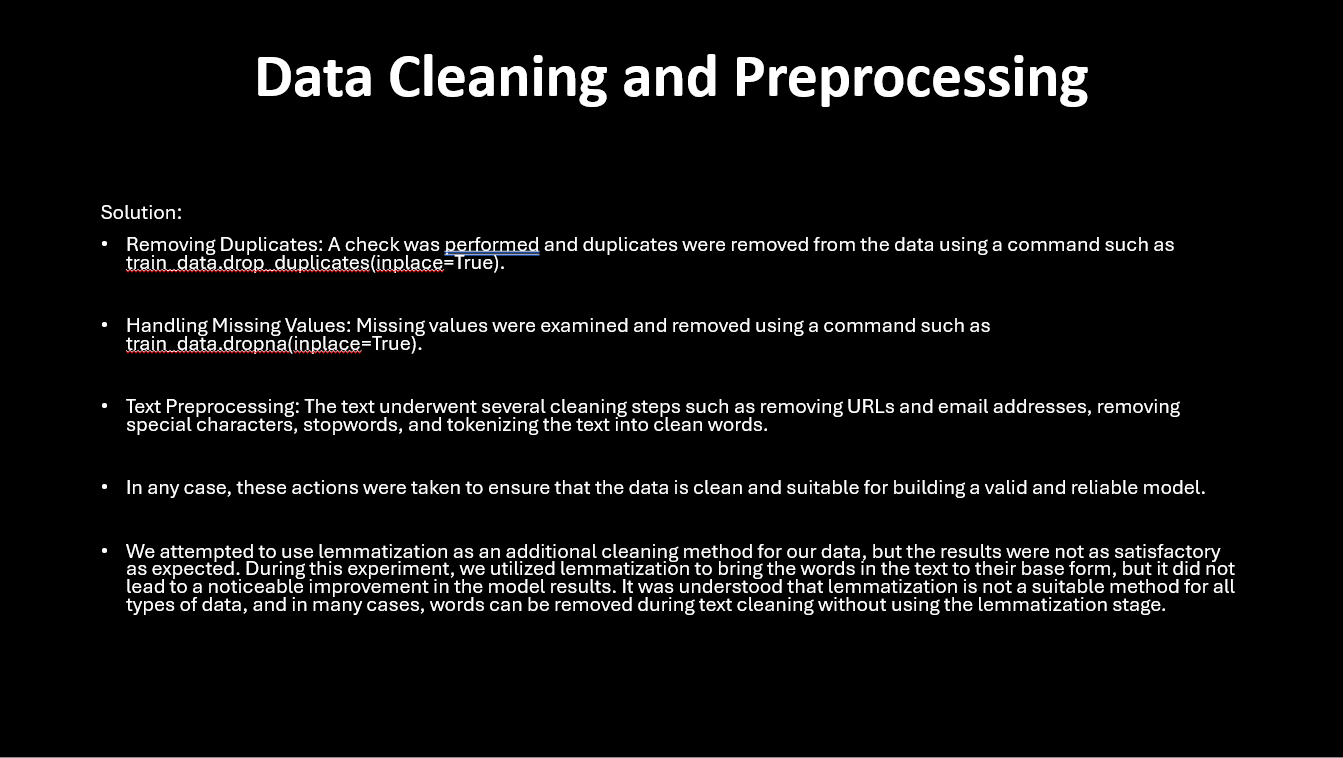 Data Cleaning and Preprocessing
Solution:
• Removing Duplicates: A check was performed and duplicates were removed from the data using a command such as
train_data.drop_duplicates(inplace=True).
• Handling Missing Values: Missing values were examined and removed using a command such as
train_data.dropna(inplace=True).
• Text Preprocessing: The text underwent several cleaning steps such as removing URLs and email addresses, removing
special characters, stopwords, and tokenizing the text into clean words.
• In any case, these actions were taken to ensure that the data is clean and suitable for building a valid and reliable model.
• We attempted to use lemmatization as an additional cleaning method for our data, but the results were not as satisfactory
as expected. During this experiment, we utilized lemmatization to bring the words in the text to their base form, but it did not
lead to a noticeable improvement in the model results. It was understood that lemmatization is not a suitable method for all
types of data, and in many cases, words can be removed during text cleaning without using the lemmatization stage.